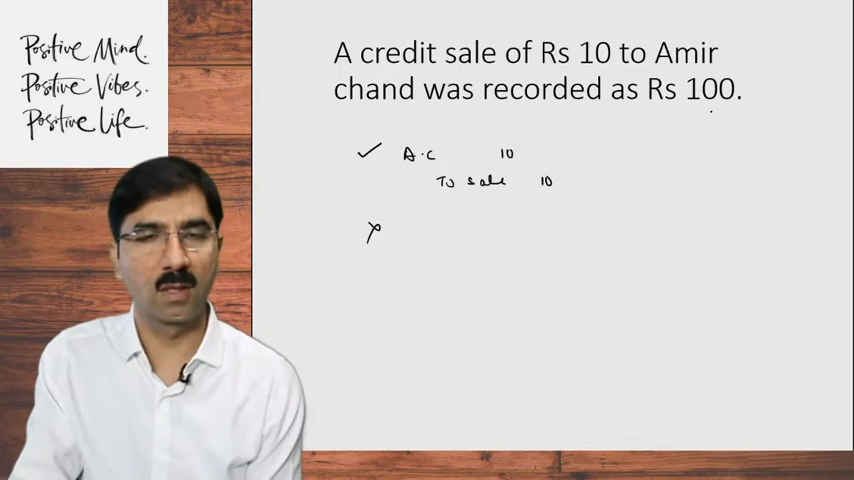 Positive Mind.
Positive Vibes.
Positive Life.
A credit sale of Rs 10 to Amir
chand was recorded as Rs 100.
✓ A.C 10
To sale 10
✗